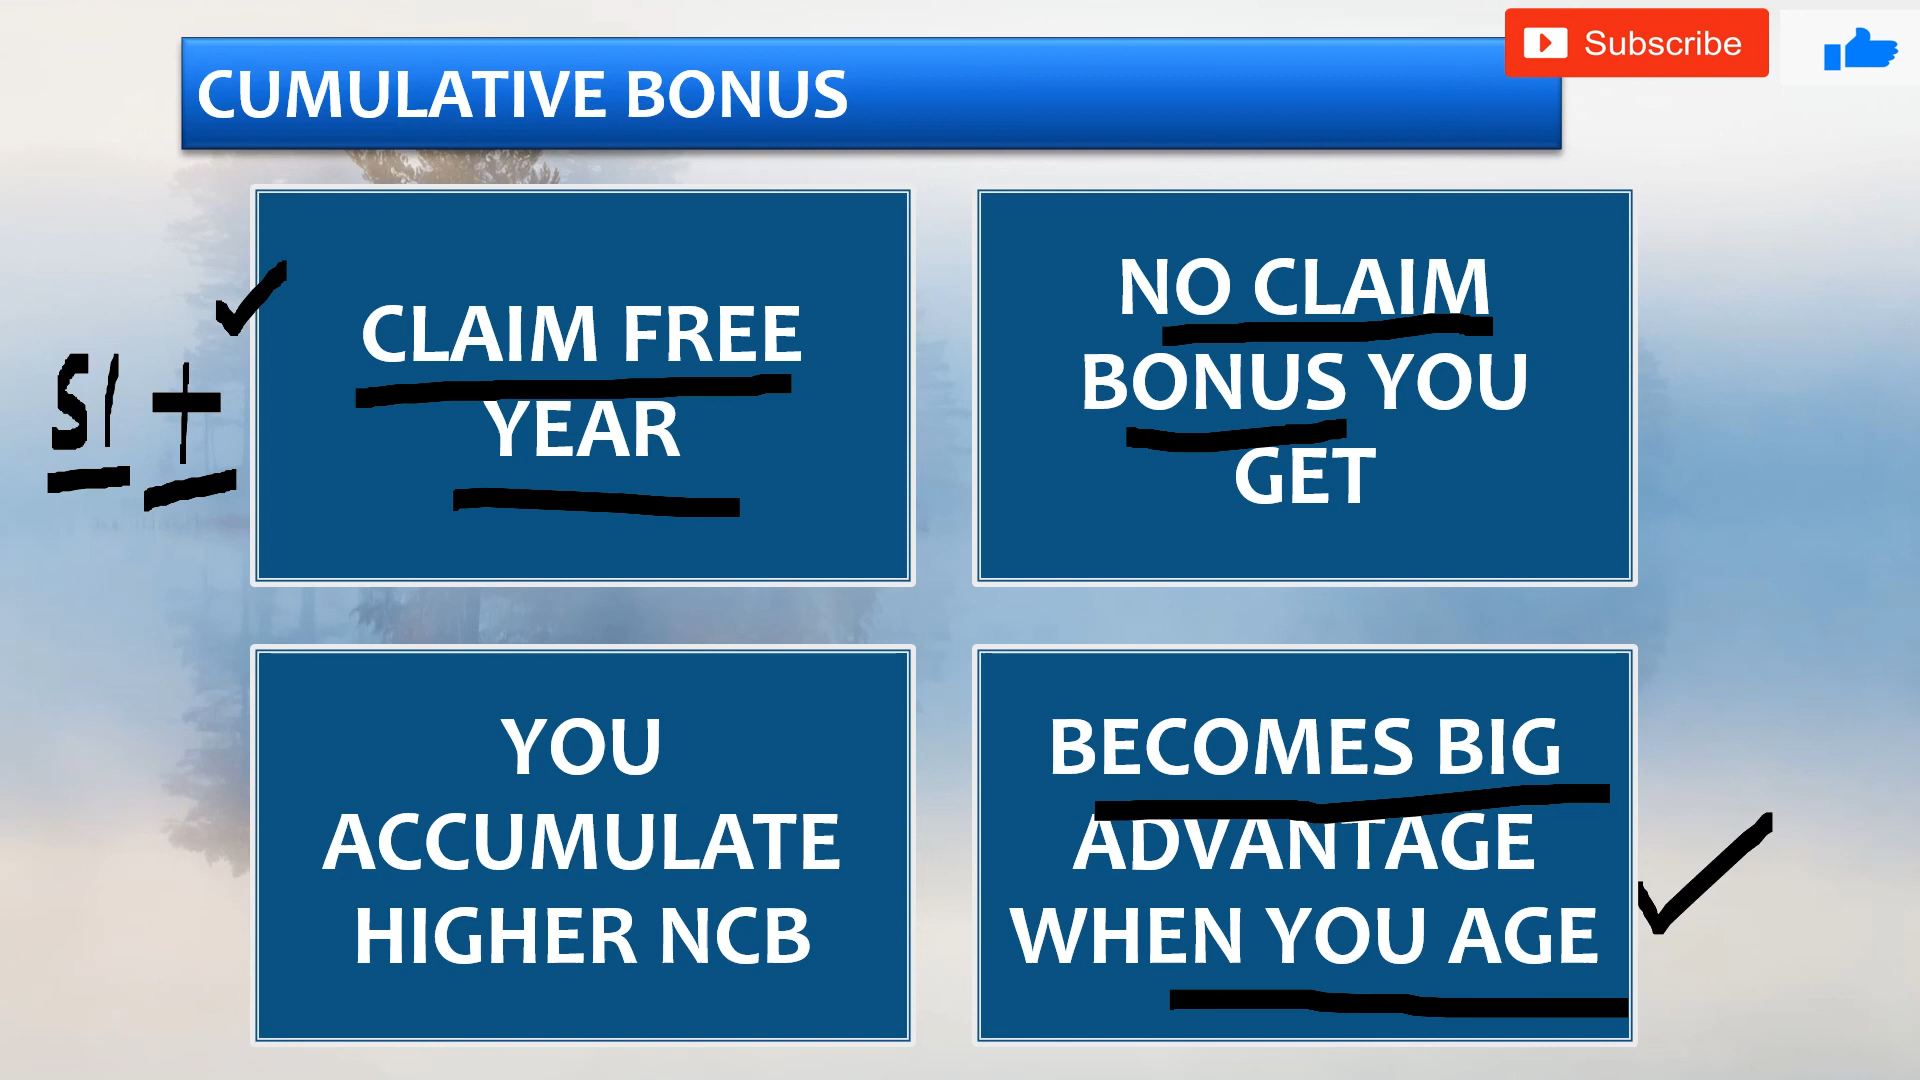 CUMULATIVE BONUS
Subscribe
CLAIM FREE
YEAR
SI +
NO CLAIM
BONUS YOU
GET
YOU
ACCUMULATE
HIGHER NCB
BECOMES BIG
ADVANTAGE
WHEN YOU AGE